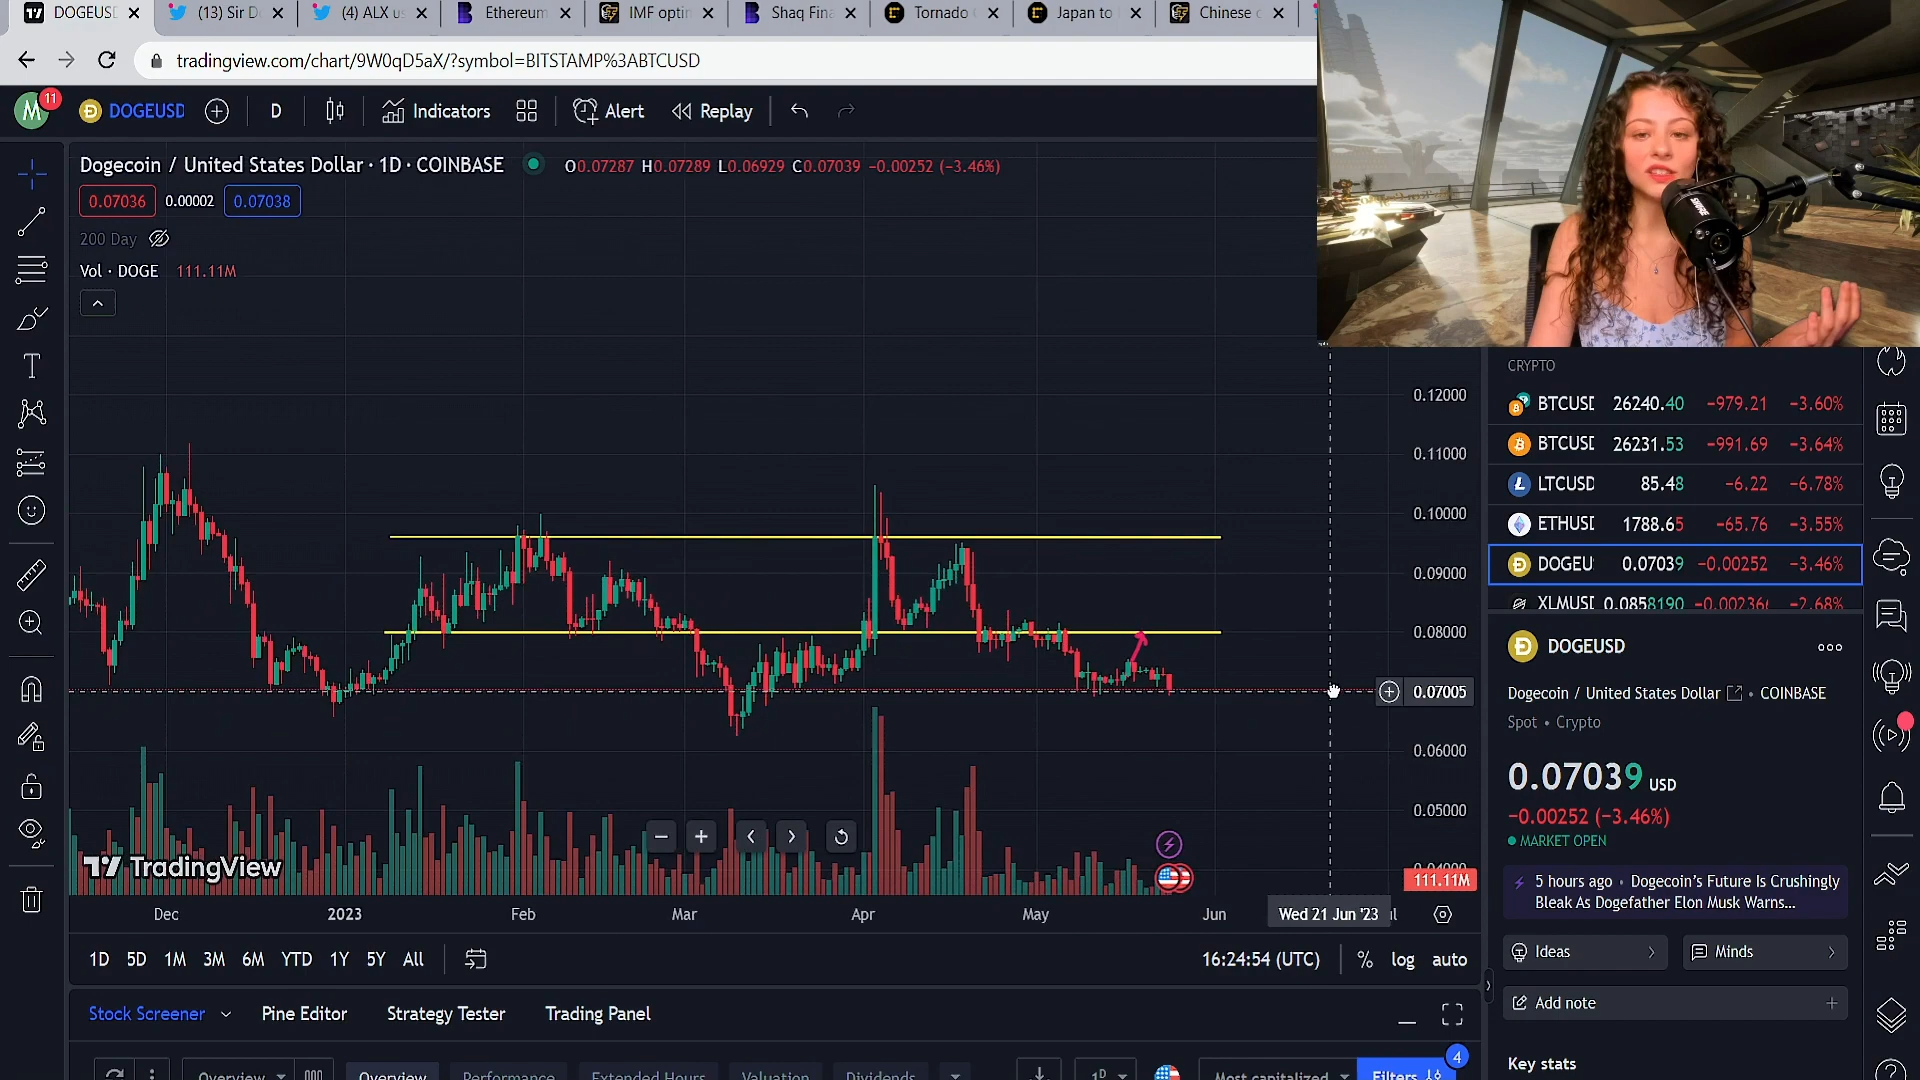 DOGEUSD
(13) Sir Do
(4) ALX us
Ethereum
IMF optin
Shaq Fina
Tornado
Japan to
Chinese c
tradingview.com/chart/9W0qD5aX/?symbol=BITSTAMP%3ABTCUSD
M 11
DOGEUSD
D
Indicators
Alert
Replay
Dogecoin / United States Dollar · 1D · COINBASE
O0.07287 H0.07289 L0.06929 C0.07039 −0.00252 (−3.46%)
0.07036 0.00002 0.07038
200 Day
Vol · DOGE 111.11M
SHURE
0.12000
0.11000
0.10000
0.09000
0.08000
0.07005
0.06000
0.05000
0.04000
111.11M
TradingView
Dec 2023 Feb Mar Apr May Jun Wed 21 Jun '23
1D 5D 1M 3M 6M YTD 1Y 5Y All
16:24:54 (UTC) % log auto
Stock Screener
Pine Editor
Strategy Tester
Trading Panel
Overview
Overview
Performance
Extended Hours
Valuation
Dividends
1D
Most capitalized
Filters
4
CRYPTO
BTCUSD 26240.40 −979.21 −3.60%
BTCUSD 26231.53 −991.69 −3.64%
LTCUSD 85.48 −6.22 −6.78%
ETHUSD 1788.65 −65.76 −3.55%
DOGEU 0.07039 −0.00252 −3.46%
XLMUSD 0.0858190 −0.00236 −2.68%
DOGEUSD
Dogecoin / United States Dollar • COINBASE
Spot • Crypto
0.07039 USD
−0.00252 (−3.46%)
MARKET OPEN
5 hours ago • Dogecoin's Future Is Crushingly
Bleak As Dogefather Elon Musk Warns...
Ideas
Minds
Add note
Key stats